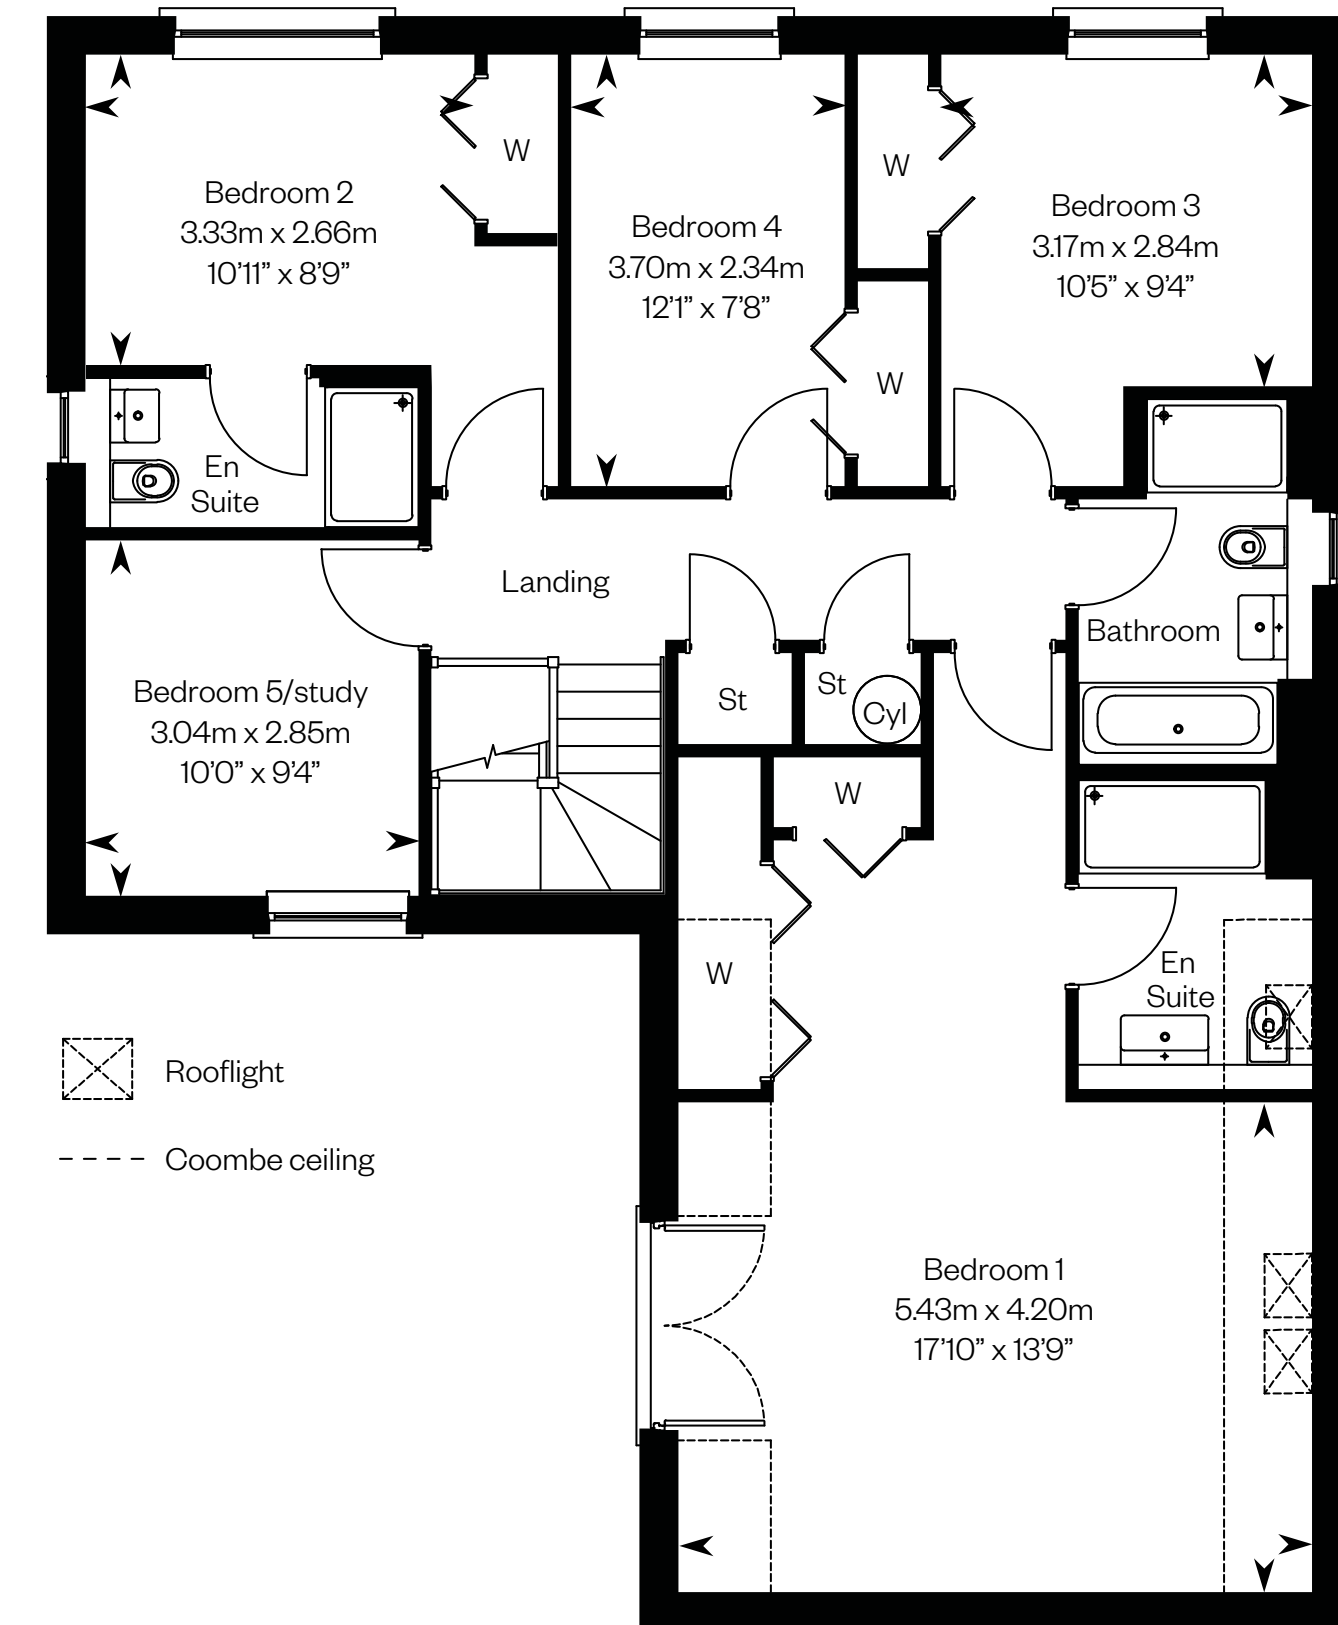 Bedroom 2
3.33m x 2.66m
10’11” x 8’9”
W
Bedroom 4
3.70m x 2.34m
12’1” x 7’8”
W
W
Bedroom 3
3.17m x 2.84m
10’5” x 9’4”
En
Suite
Landing
Bathroom
Bedroom 5/study
3.04m x 2.85m
10’0” x 9’4”
St
St
Cyl
W
W
En
Suite
Rooflight
Coombe ceiling
Bedroom 1
5.43m x 4.20m
17’10” x 13’9”